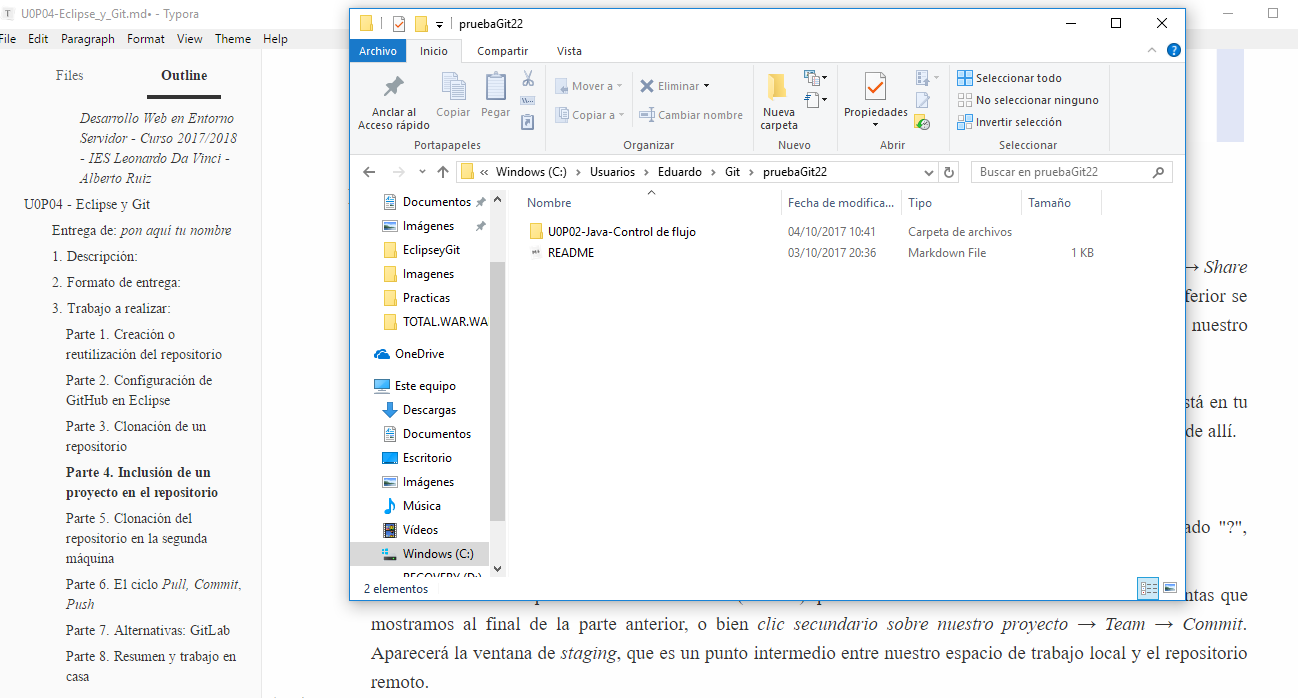 T U0P04-Eclipse_y_Git.md• - Typora
File Edit Paragraph Format View Theme Help
Files Outline
Desarrollo Web en Entorno
Servidor - Curso 2017/2018
- IES Leonardo Da Vinci -
Alberto Ruiz
U0P04 - Eclipse y Git
Entrega de: pon aquí tu nombre
1. Descripción:
2. Formato de entrega:
3. Trabajo a realizar:
Parte 1. Creación o
reutilización del repositorio
Parte 2. Configuración de
GitHub en Eclipse
Parte 3. Clonación de un
repositorio
Parte 4. Inclusión de un
proyecto en el repositorio
Parte 5. Clonación del
repositorio en la segunda
máquina
Parte 6. El ciclo Pull, Commit,
Push
Parte 7. Alternativas: GitLab
Parte 8. Resumen y trabajo en
casa
pruebaGit22
Archivo Inicio Compartir Vista
Anclar al
Acceso rápido
Copiar
Pegar
Portapapeles
Mover a
Copiar a
Eliminar
Cambiar nombre
Organizar
Nueva
carpeta
Nuevo
Propiedades
Abrir
Seleccionar todo
No seleccionar ninguno
Invertir selección
Seleccionar
« Windows (C:) > Usuarios > Eduardo > Git > pruebaGit22
Buscar en pruebaGit22
Documentos
Imágenes
EclipseyGit
Imagenes
Practicas
TOTAL.WAR.WA
OneDrive
Este equipo
Descargas
Documentos
Escritorio
Imágenes
Música
Vídeos
Windows (C:)
RECOVERY (D:)
Nombre Fecha de modifica... Tipo Tamaño
U0P02-Java-Control de flujo 04/10/2017 10:41 Carpeta de archivos
README 03/10/2017 20:36 Markdown File 1 KB
2 elementos
→ Share
ferior se
nuestro
stá en tu
de allí.
ado "?",
ntas que
mostramos al final de la parte anterior, o bien clic secundario sobre nuestro proyecto → Team → Commit.
Aparecerá la ventana de staging, que es un punto intermedio entre nuestro espacio de trabajo local y el repositorio
remoto.